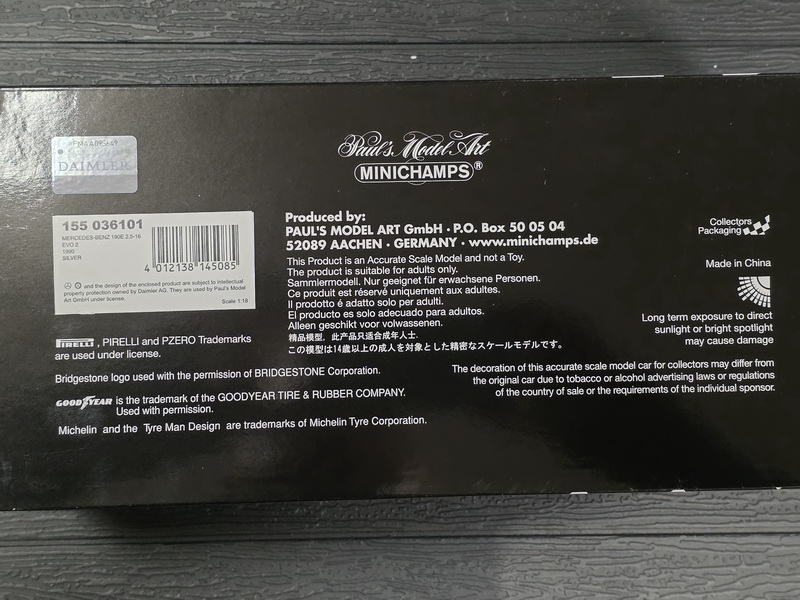 DAIMLER
Paul's Model Art
MINICHAMPS®
155 036101
MERCEDES-BENZ 190E 2.5-16
EVO 2
1990
SILVER
4 012138 145085
and the design of the enclosed product are subject to intellectual
property protection owned by Daimler AG. They are used by Paul's Model
Art GmbH under license.
Scale 1:18
Produced by:
PAUL'S MODEL ART GmbH · P.O. Box 50 05 04
52089 AACHEN · GERMANY · www.minichamps.de
This Product is an Accurate Scale Model and not a Toy.
The product is suitable for adults only.
Sammlermodell. Nur geeignet für erwachsene Personen.
Ce produit est réservé uniquement aux adultes.
Il prodotto è adatto solo per adulti.
El producto es solo adecuado para adultos.
Alleen geschikt voor volwassenen.
精品模型，此产品只适合成年人士.
この模型は14歳以上の成人を対象とした精密なスケールモデルです。
Collectors
Packaging
Made in China
Long term exposure to direct
sunlight or bright spotlight
may cause damage
PIRELLI, PIRELLI and PZERO Trademarks
are used under license.
Bridgestone logo used with the permission of BRIDGESTONE Corporation.
GOODYEAR is the trademark of the GOODYEAR TIRE & RUBBER COMPANY.
Used with permission.
Michelin and the Tyre Man Design are trademarks of Michelin Tyre Corporation.
The decoration of this accurate scale model car for collectors may differ from
the original car due to tobacco or alcohol advertising laws or regulations
of the country of sale or the requirements of the individual sponsor.